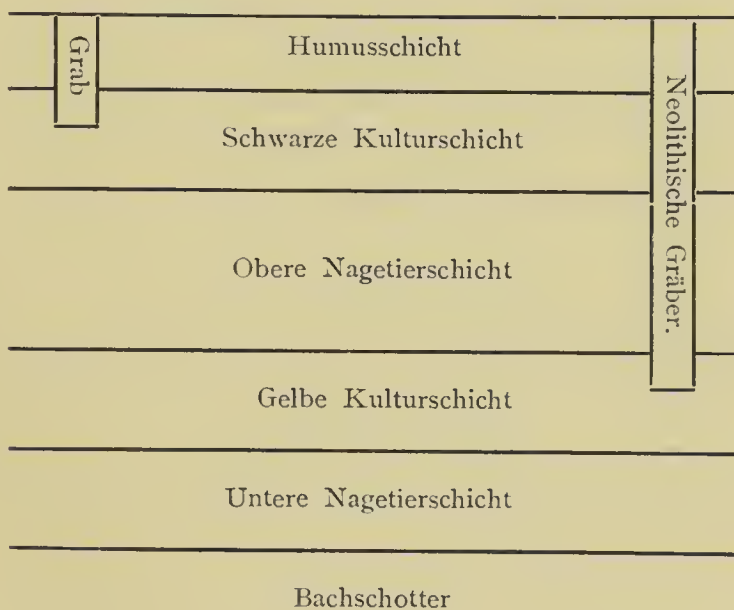 Grab
Humusschicht
Neolithische Gräber.
Schwarze Kulturschicht
Obere Nagetierschicht
Gelbe Kulturschicht
Untere Nagetierschicht
Bachschotter